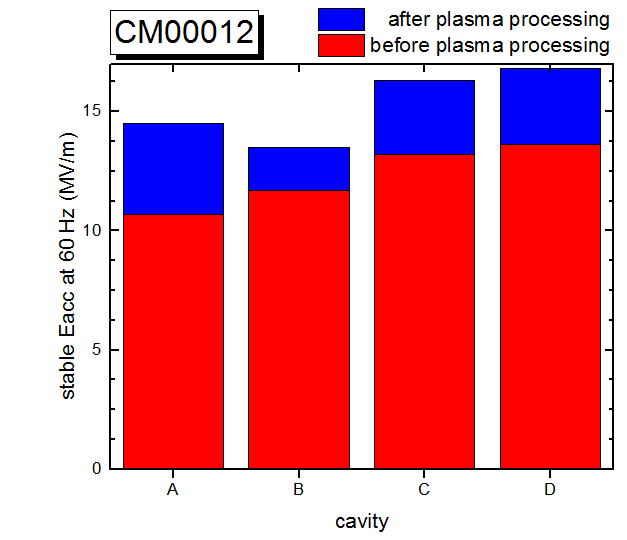 CM00012
after plasma processing
before plasma processing
stable Eacc at 60 Hz (MV/m)
15
10
5
0
A B C D
cavity